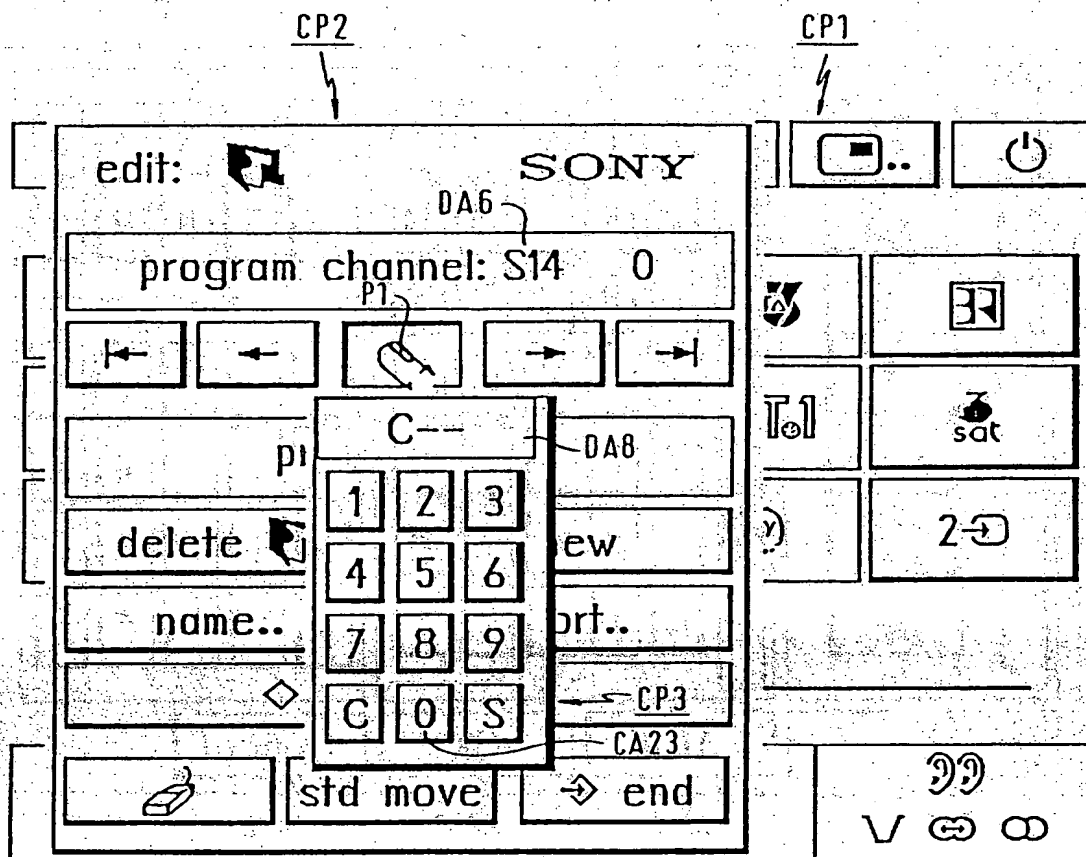 CP2 CP1
edit: SONY
DA6
program channel: S14 0
P1
C-- DA8
1 2 3
delete ew
4 5 6
name.. ort..
7 8 9
sat
2
C 0 S
CP3
CA23
std move end